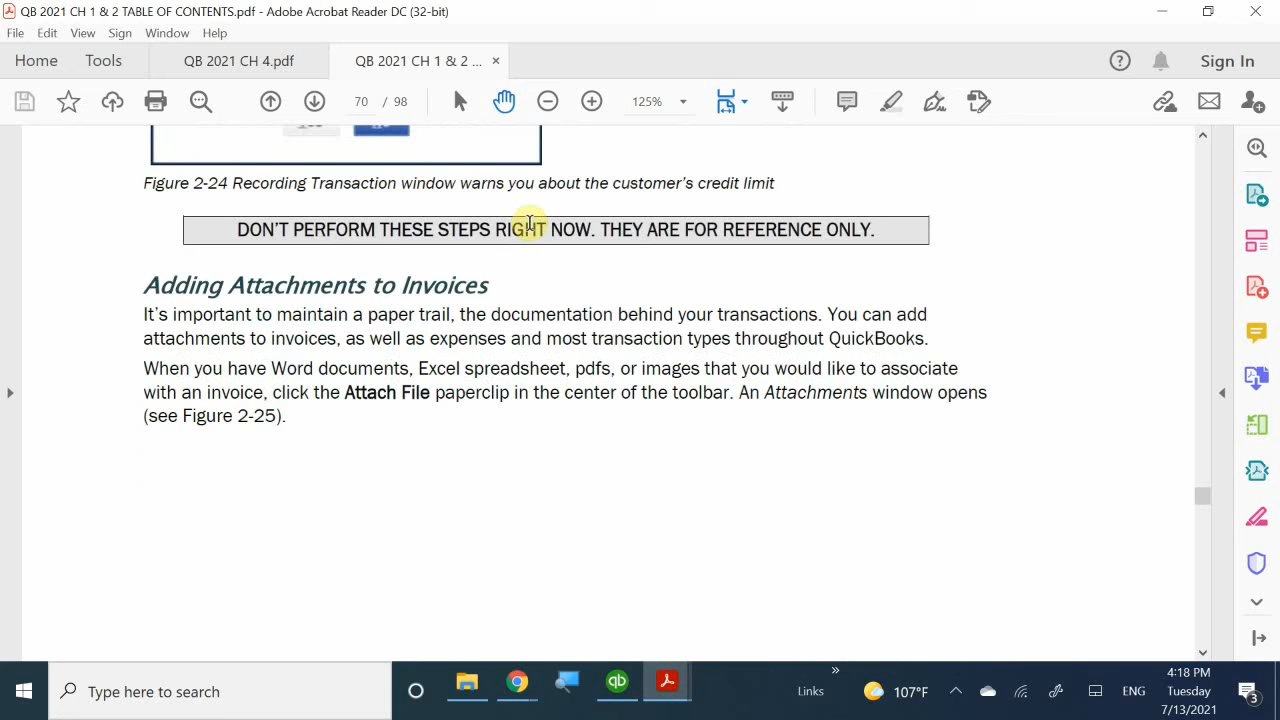 QB 2021 CH 1 & 2 TABLE OF CONTENTS.pdf - Adobe Acrobat Reader DC (32-bit)
File Edit View Sign Window Help
Home Tools QB 2021 CH 4.pdf QB 2021 CH 1 & 2 ... × Sign In
70 / 98 125%
Figure 2-24 Recording Transaction window warns you about the customer's credit limit
DON'T PERFORM THESE STEPS RIGHT NOW. THEY ARE FOR REFERENCE ONLY.
Adding Attachments to Invoices
It's important to maintain a paper trail, the documentation behind your transactions. You can add
attachments to invoices, as well as expenses and most transaction types throughout QuickBooks.
When you have Word documents, Excel spreadsheet, pdfs, or images that you would like to associate
with an invoice, click the Attach File paperclip in the center of the toolbar. An Attachments window opens
(see Figure 2-25).
Type here to search
qb
Links
107°F
ENG
4:18 PM
Tuesday
7/13/2021
3